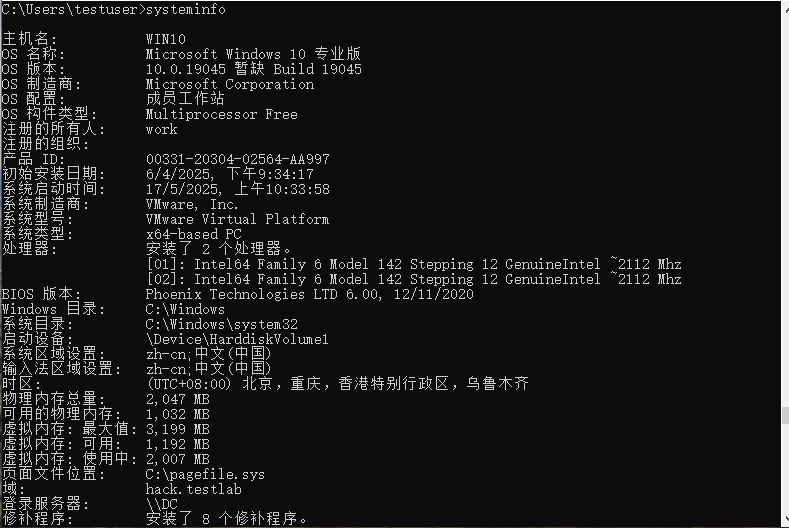 C:\Users\testuser>systeminfo
主机名: WIN10
OS 名称: Microsoft Windows 10 专业版
OS 版本: 10.0.19045 暂缺 Build 19045
OS 制造商: Microsoft Corporation
OS 配置: 成员工作站
OS 构件类型: Multiprocessor Free
注册的所有人: work
注册的组织:
产品 ID: 00331-20304-02564-AA997
初始安装日期: 6/4/2025, 下午9:34:17
系统启动时间: 17/5/2025, 上午10:33:58
系统制造商: VMware, Inc.
系统型号: VMware Virtual Platform
系统类型: x64-based PC
处理器: 安装了 2 个处理器。
[01]: Intel64 Family 6 Model 142 Stepping 12 GenuineIntel ~2112 Mhz
[02]: Intel64 Family 6 Model 142 Stepping 12 GenuineIntel ~2112 Mhz
BIOS 版本: Phoenix Technologies LTD 6.00, 12/11/2020
Windows 目录: C:\Windows
系统目录: C:\Windows\system32
启动设备: \Device\HarddiskVolume1
系统区域设置: zh-cn;中文(中国)
输入法区域设置: zh-cn;中文(中国)
时区: (UTC+08:00) 北京，重庆，香港特别行政区，乌鲁木齐
物理内存总量: 2,047 MB
可用的物理内存: 1,032 MB
虚拟内存: 最大值: 3,199 MB
虚拟内存: 可用: 1,192 MB
虚拟内存: 使用中: 2,007 MB
页面文件位置: C:\pagefile.sys
域: hack.testlab
登录服务器: \\DC
修补程序: 安装了 8 个修补程序。